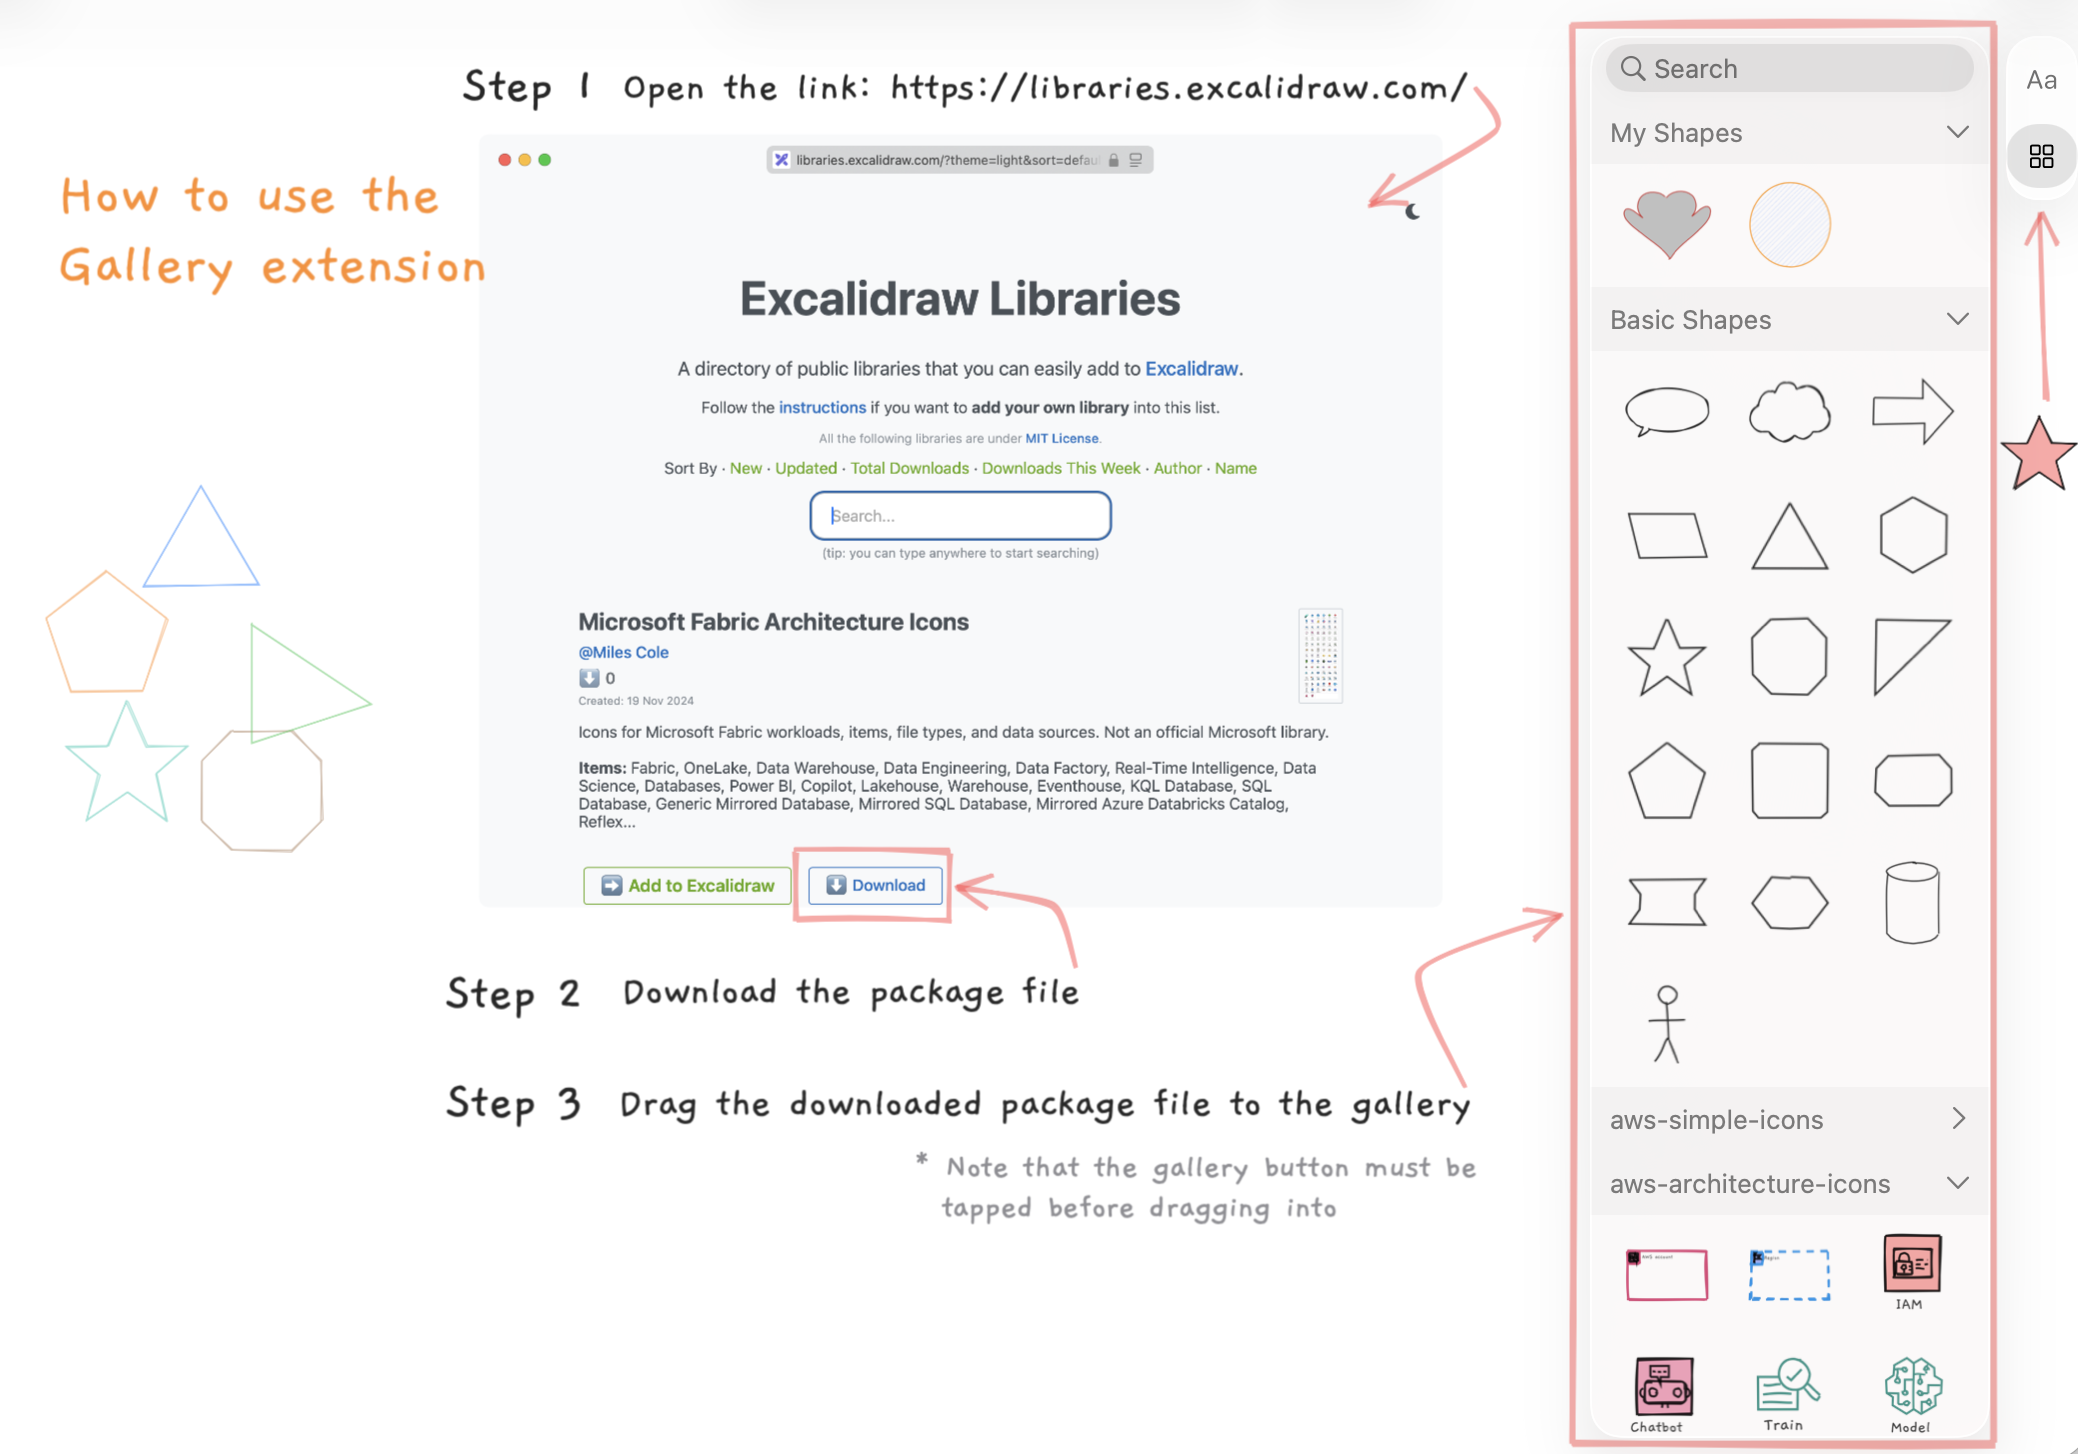 How to use the
Gallery extension
Step 1 Open the link: https://libraries.excalidraw.com/
libraries.excalidraw.com/?theme=light&sort=defau
Excalidraw Libraries
A directory of public libraries that you can easily add to Excalidraw.
Follow the instructions if you want to add your own library into this list.
All the following libraries are under MIT License.
Sort By · New · Updated · Total Downloads · Downloads This Week · Author · Name
Search...
(tip: you can type anywhere to start searching)
Microsoft Fabric Architecture Icons
@Miles Cole
0
Created: 19 Nov 2024
Icons for Microsoft Fabric workloads, items, file types, and data sources. Not an official Microsoft library.
Items: Fabric, OneLake, Data Warehouse, Data Engineering, Data Factory, Real-Time Intelligence, Data
Science, Databases, Power BI, Copilot, Lakehouse, Warehouse, Eventhouse, KQL Database, SQL
Database, Generic Mirrored Database, Mirrored SQL Database, Mirrored Azure Databricks Catalog,
Reflex...
Add to Excalidraw
Download
Step 2 Download the package file
Step 3 Drag the downloaded package file to the gallery
* Note that the gallery button must be
tapped before dragging into
Search
My Shapes
Basic Shapes
aws-simple-icons
aws-architecture-icons
AWS account
Region
IAM
Chatbot
Train
Model
Aa